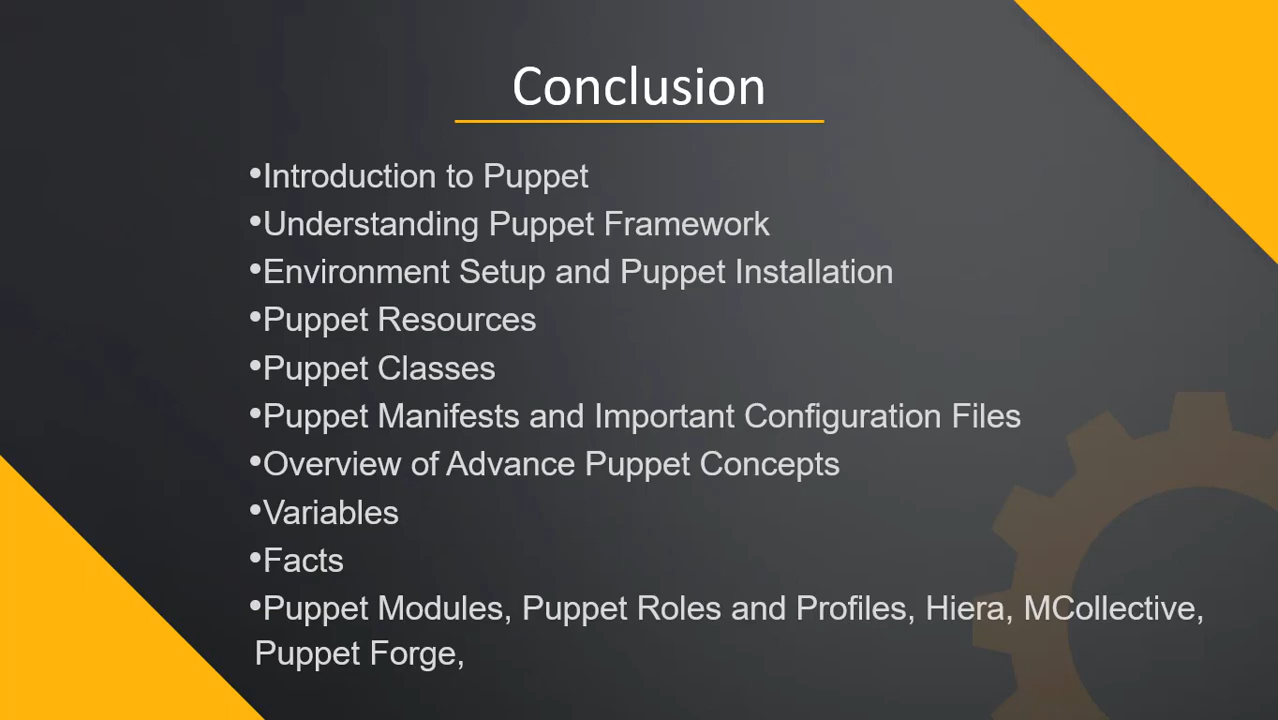 Conclusion
•Introduction to Puppet
•Understanding Puppet Framework
•Environment Setup and Puppet Installation
•Puppet Resources
•Puppet Classes
•Puppet Manifests and Important Configuration Files
•Overview of Advance Puppet Concepts
•Variables
•Facts
•Puppet Modules, Puppet Roles and Profiles, Hiera, MCollective,
Puppet Forge,